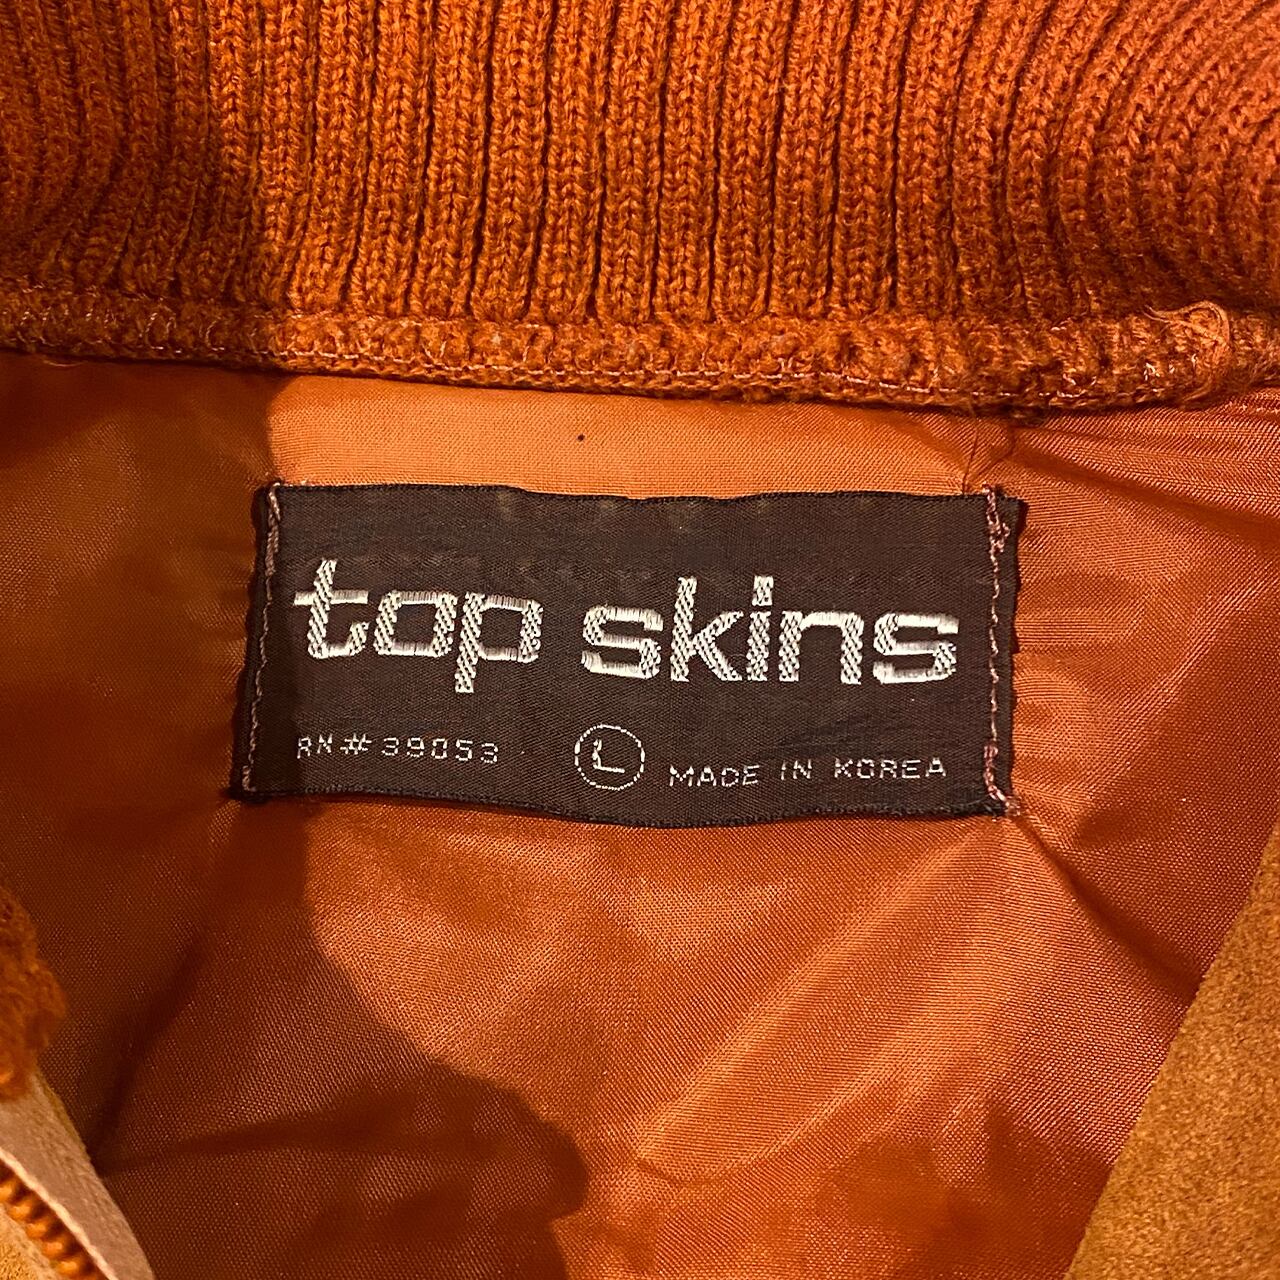 top skins
RN# 39053 L MADE IN KOREA